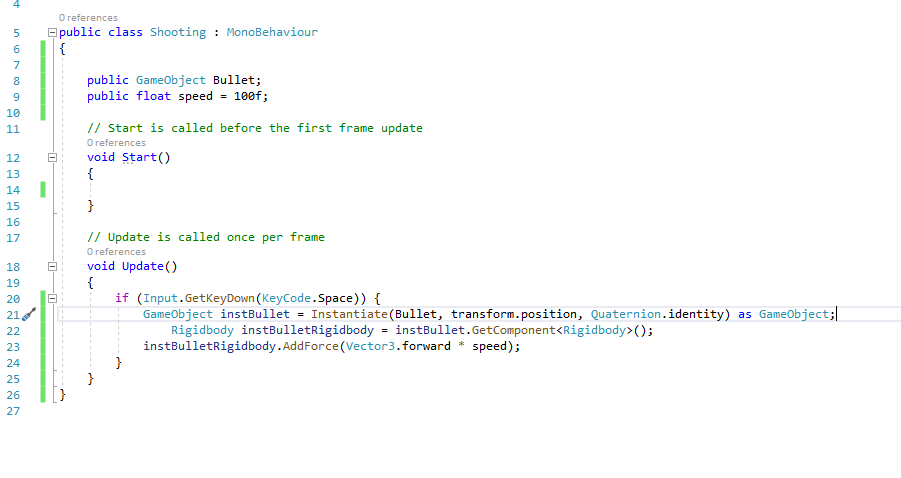 4
0 references
5 public class Shooting : MonoBehaviour
6 {
7
8 public GameObject Bullet;
9 public float speed = 100f;
10
11 // Start is called before the first frame update
0 references
12 void Start()
13 {
14
15 }
16
17 // Update is called once per frame
0 references
18 void Update()
19 {
20 if (Input.GetKeyDown(KeyCode.Space)) {
21 GameObject instBullet = Instantiate(Bullet, transform.position, Quaternion.identity) as GameObject;
22 Rigidbody instBulletRigidbody = instBullet.GetComponent<Rigidbody>();
23 instBulletRigidbody.AddForce(Vector3.forward * speed);
24 }
25 }
26 }
27